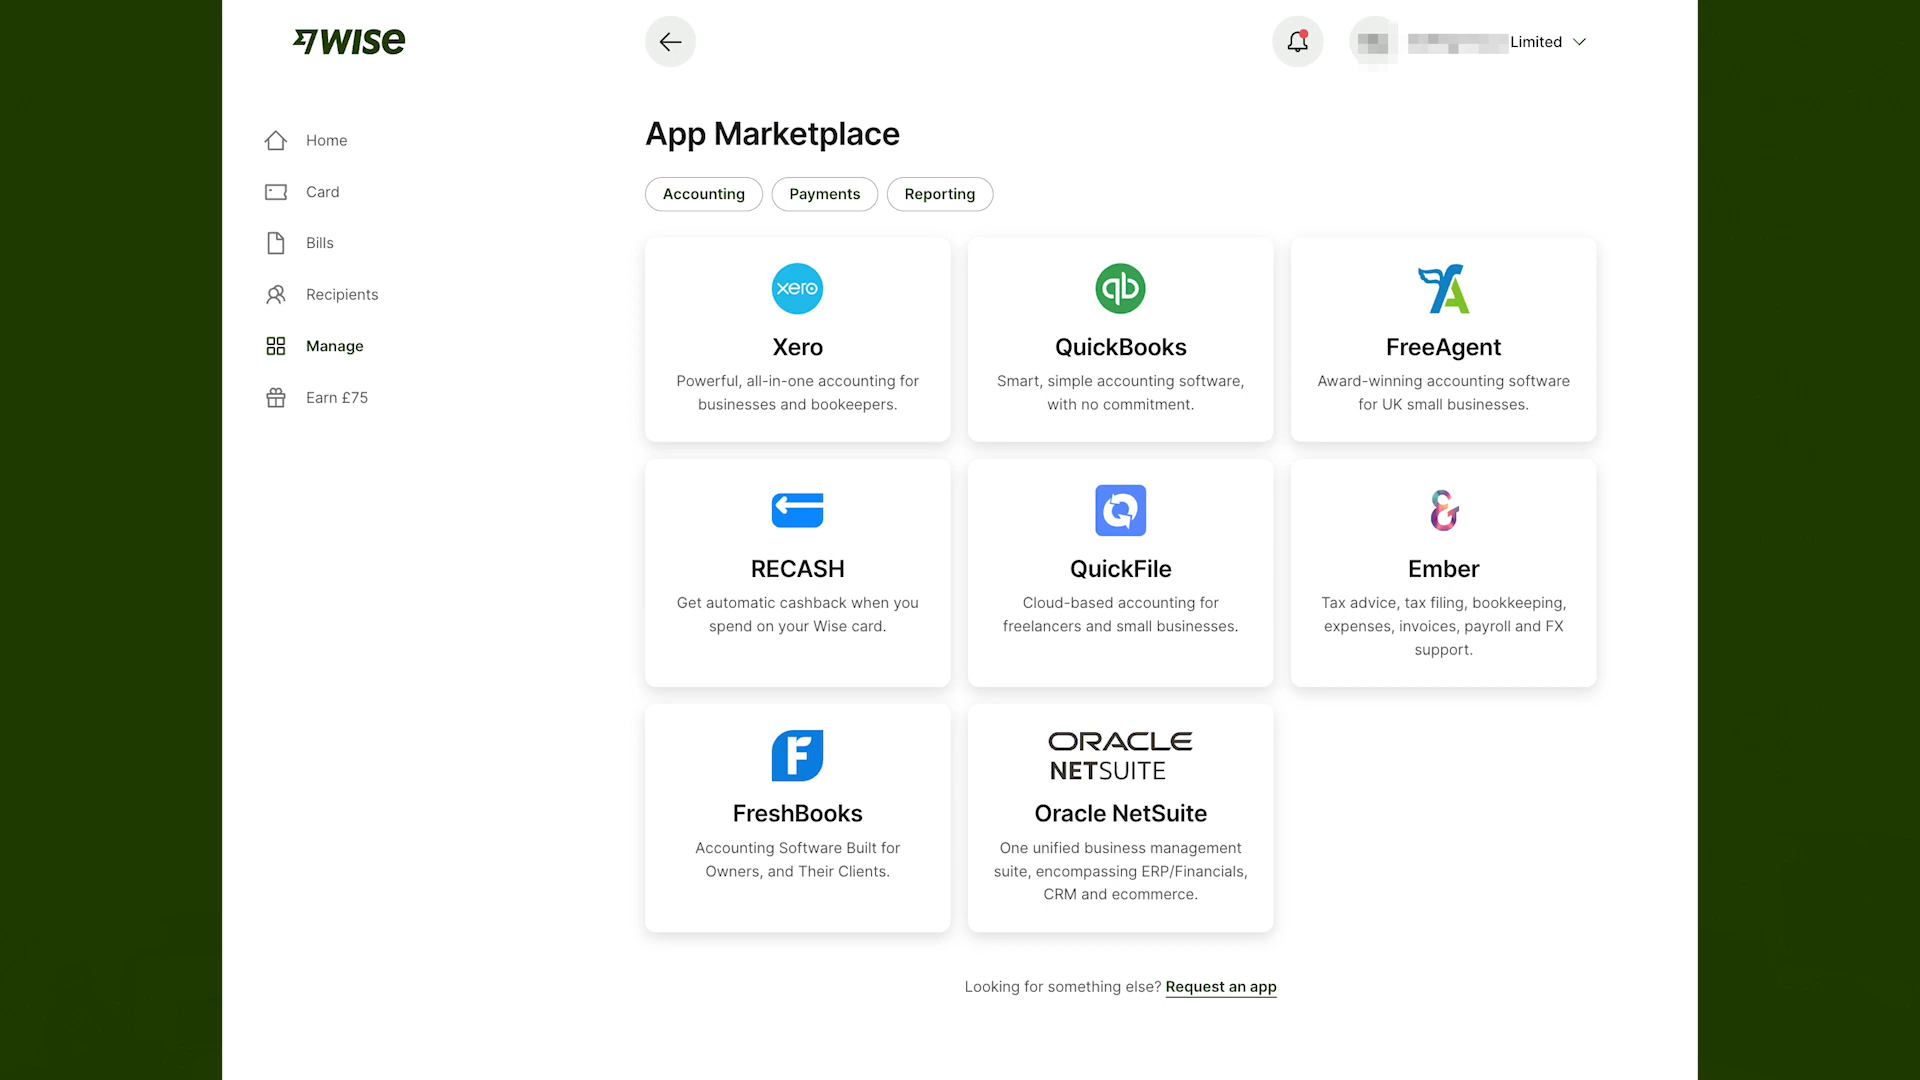 WISE
Limited
Home
Card
Bills
Recipients
Manage
Earn £75
App Marketplace
Accounting
Payments
Reporting
xero
Xero
Powerful, all-in-one accounting for
businesses and bookeepers.
qb
QuickBooks
Smart, simple accounting software,
with no commitment.
FreeAgent
Award-winning accounting software
for UK small businesses.
RECASH
Get automatic cashback when you
spend on your Wise card.
QuickFile
Cloud-based accounting for
freelancers and small businesses.
&
Ember
Tax advice, tax filing, bookkeeping,
expenses, invoices, payroll and FX
support.
F
FreshBooks
Accounting Software Built for
Owners, and Their Clients.
ORACLE
NETSUITE
Oracle NetSuite
One unified business management
suite, encompassing ERP/Financials,
CRM and ecommerce.
Looking for something else? Request an app